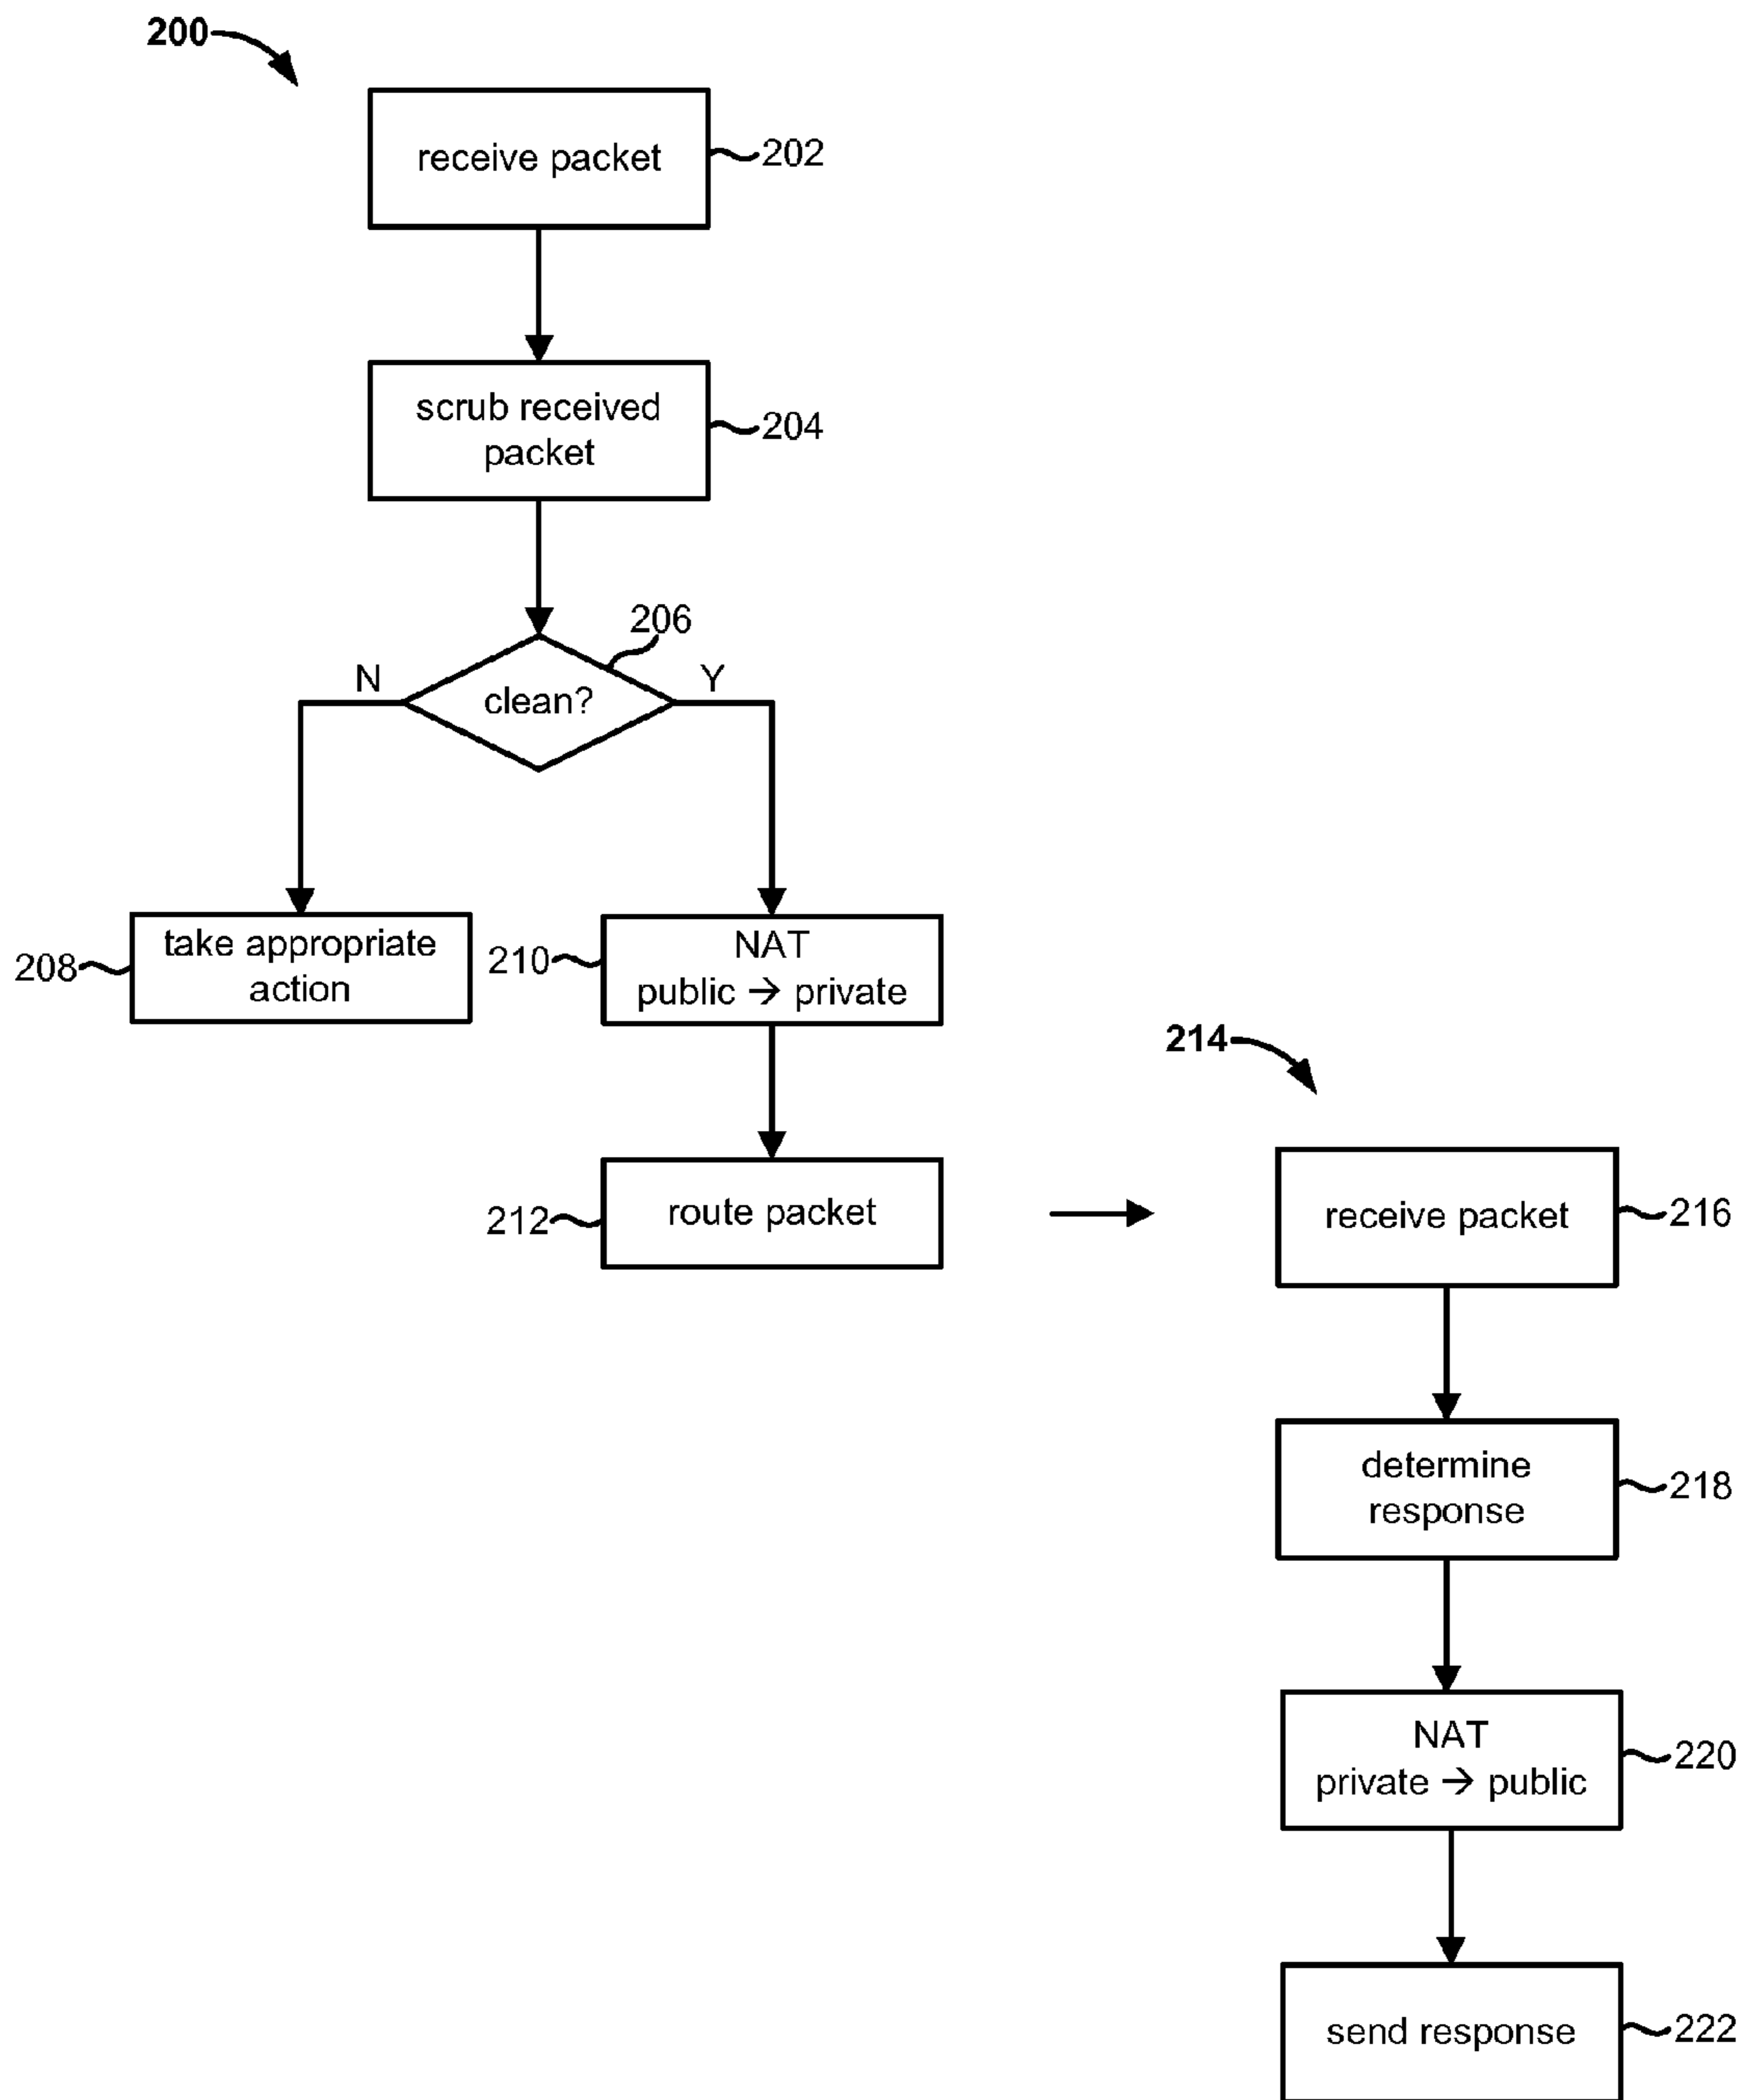 200
receive packet
202
scrub received
packet
204
206
N
Y
clean?
take appropriate
action
208
NAT
public → private
210
route packet
212
214
receive packet
216
determine
response
218
NAT
private → public
220
send response
222